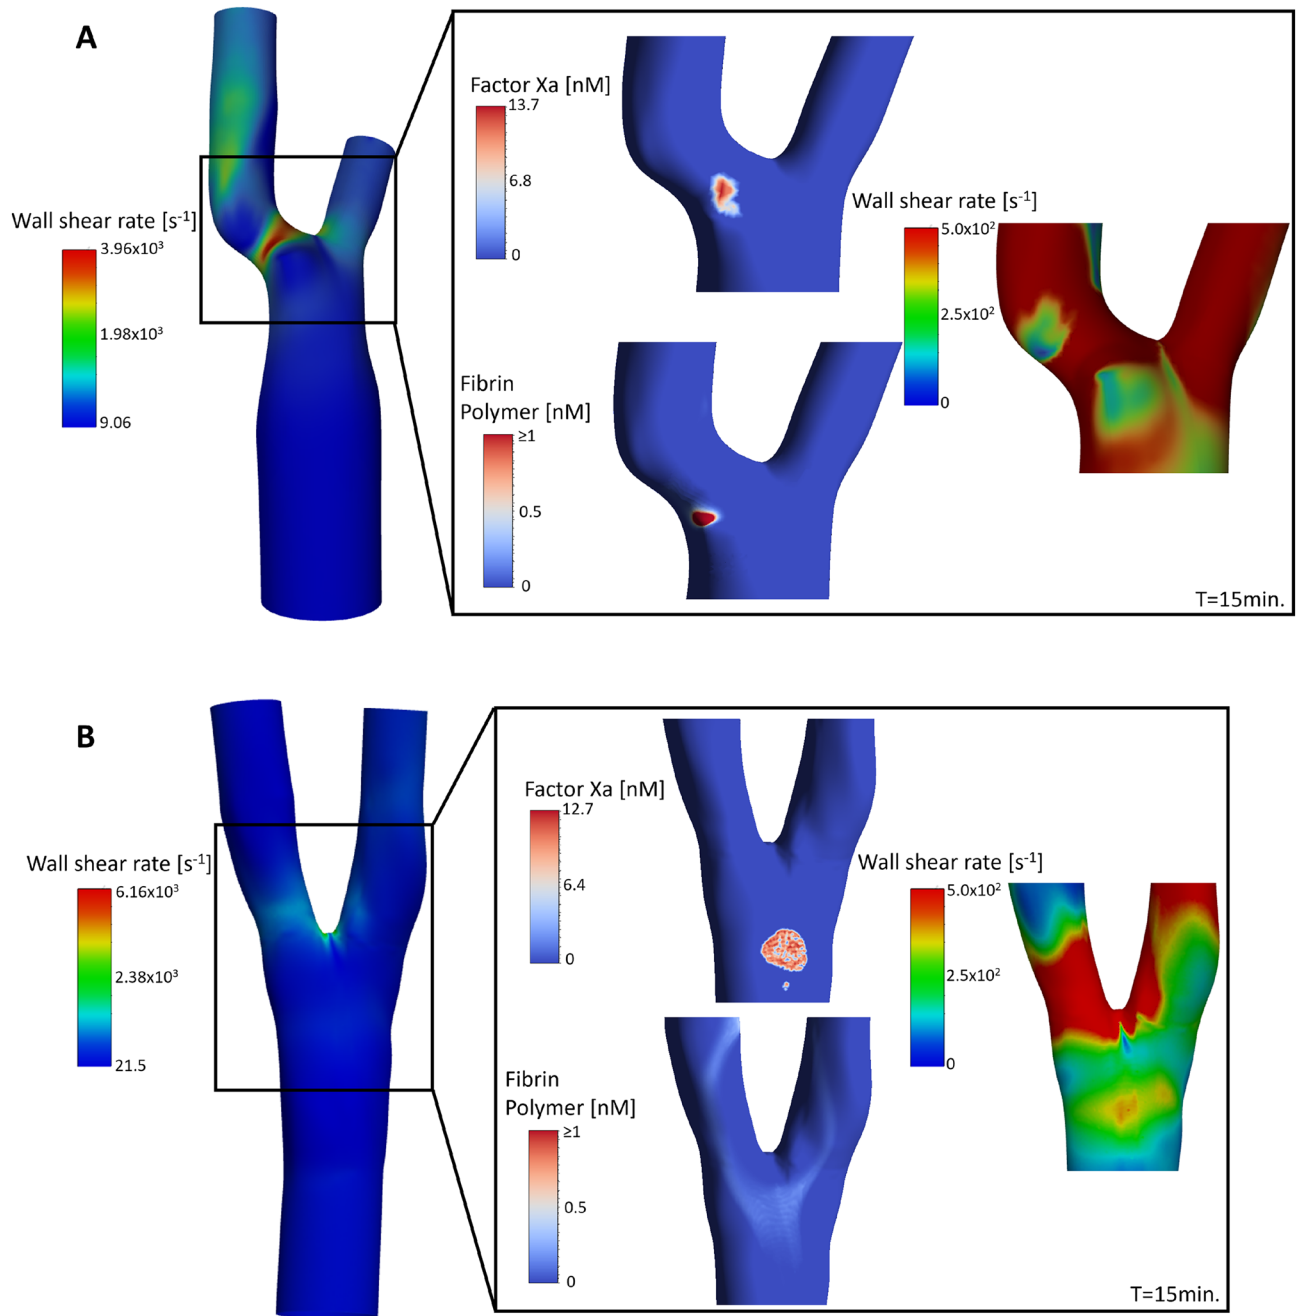 A
Factor Xa [nM]
13.7
6.8
0
Wall shear rate [s⁻¹]
3.96x10³
1.98x10³
9.06
Wall shear rate [s⁻¹]
5.0x10²
2.5x10²
0
Fibrin
Polymer [nM]
≥1
0.5
0
T=15min.
B
Factor Xa [nM]
12.7
6.4
0
Wall shear rate [s⁻¹]
6.16x10³
2.38x10³
21.5
Wall shear rate [s⁻¹]
5.0x10²
2.5x10²
0
Fibrin
Polymer [nM]
≥1
0.5
0
T=15min.